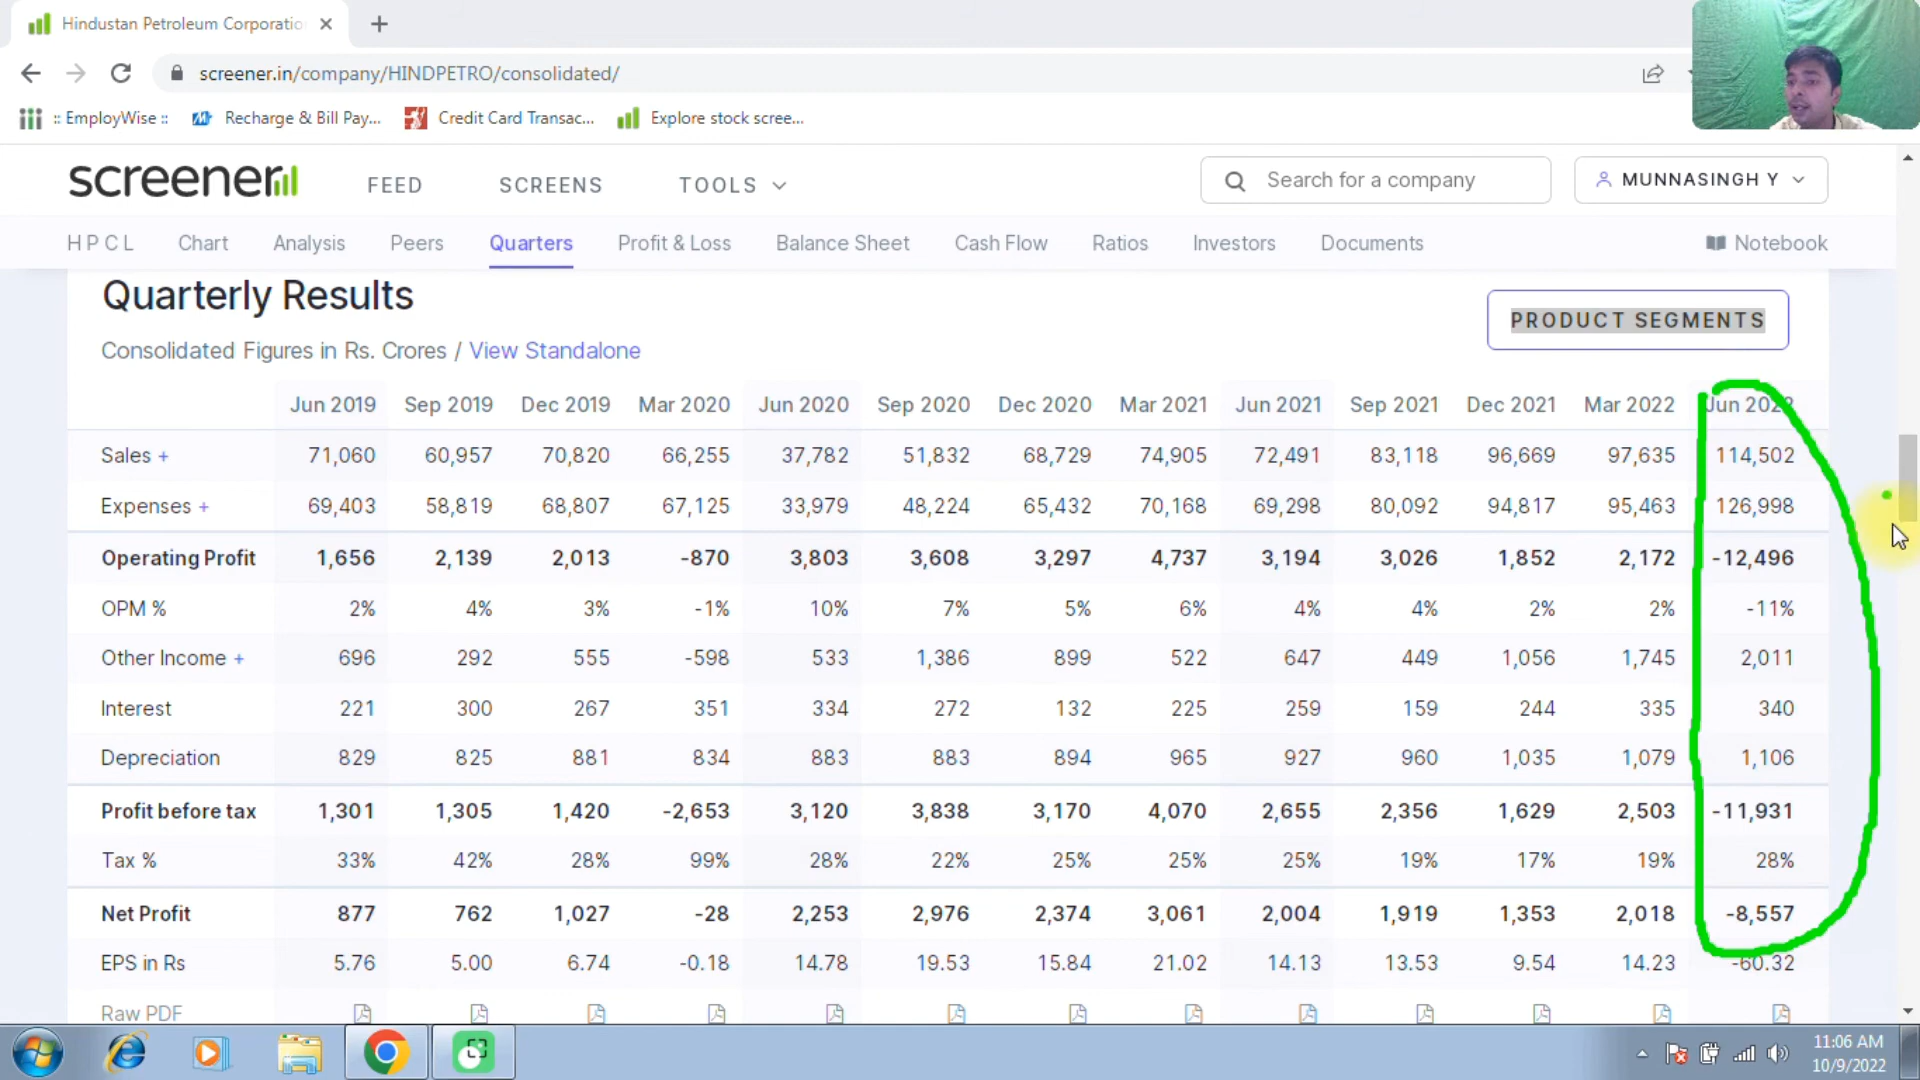 Hindustan Petroleum Corporatio
screener.in/company/HINDPETRO/consolidated/
:: EmployWise :: Recharge & Bill Pay... Credit Card Transac... Explore stock scree...
screener FEED SCREENS TOOLS Search for a company MUNNASINGH Y
H P C L Chart Analysis Peers Quarters Profit & Loss Balance Sheet Cash Flow Ratios Investors Documents Notebook
Quarterly Results
PRODUCT SEGMENTS
Consolidated Figures in Rs. Crores / View Standalone
Jun 2019 Sep 2019 Dec 2019 Mar 2020 Jun 2020 Sep 2020 Dec 2020 Mar 2021 Jun 2021 Sep 2021 Dec 2021 Mar 2022 Jun 2022
Sales + 71,060 60,957 70,820 66,255 37,782 51,832 68,729 74,905 72,491 83,118 96,669 97,635 114,502
Expenses + 69,403 58,819 68,807 67,125 33,979 48,224 65,432 70,168 69,298 80,092 94,817 95,463 126,998
Operating Profit 1,656 2,139 2,013 -870 3,803 3,608 3,297 4,737 3,194 3,026 1,852 2,172 -12,496
OPM % 2% 4% 3% -1% 10% 7% 5% 6% 4% 4% 2% 2% -11%
Other Income + 696 292 555 -598 533 1,386 899 522 647 449 1,056 1,745 2,011
Interest 221 300 267 351 334 272 132 225 259 159 244 335 340
Depreciation 829 825 881 834 883 883 894 965 927 960 1,035 1,079 1,106
Profit before tax 1,301 1,305 1,420 -2,653 3,120 3,838 3,170 4,070 2,655 2,356 1,629 2,503 -11,931
Tax % 33% 42% 28% 99% 28% 22% 25% 25% 25% 19% 17% 19% 28%
Net Profit 877 762 1,027 -28 2,253 2,976 2,374 3,061 2,004 1,919 1,353 2,018 -8,557
EPS in Rs 5.76 5.00 6.74 -0.18 14.78 19.53 15.84 21.02 14.13 13.53 9.54 14.23 -60.32
Raw PDF
11:06 AM
10/9/2022